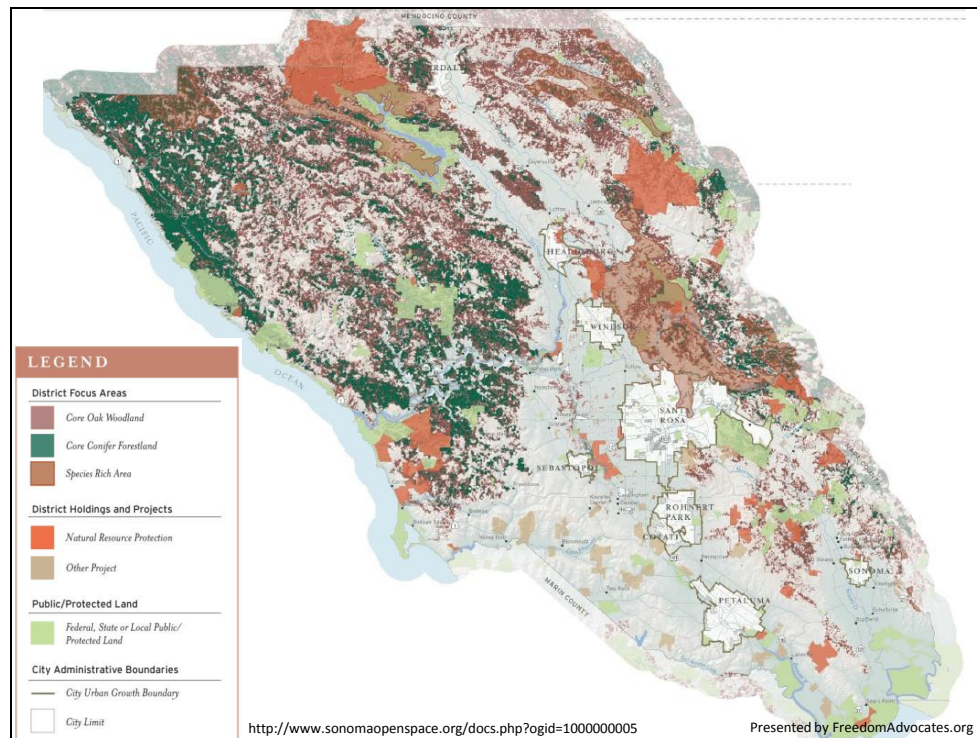 MENDOCINO COUNTY
RDALE
PACIFIC
OCEAN
HEALDSBURG
WINDSOR
SANTA
ROSA
SEBASTOPOL
ROHNERT
PARK
COTATI
SONOMA
PETALUMA
MARIN COUNTY
LEGEND
District Focus Areas
Core Oak Woodland
Core Conifer Forestland
Species Rich Area
District Holdings and Projects
Natural Resource Protection
Other Project
Public/Protected Land
Federal, State or Local Public/
Protected Land
City Administrative Boundaries
City Urban Growth Boundary
City Limit
http://www.sonomaopenspace.org/docs.php?ogid=1000000005
Presented by FreedomAdvocates.org